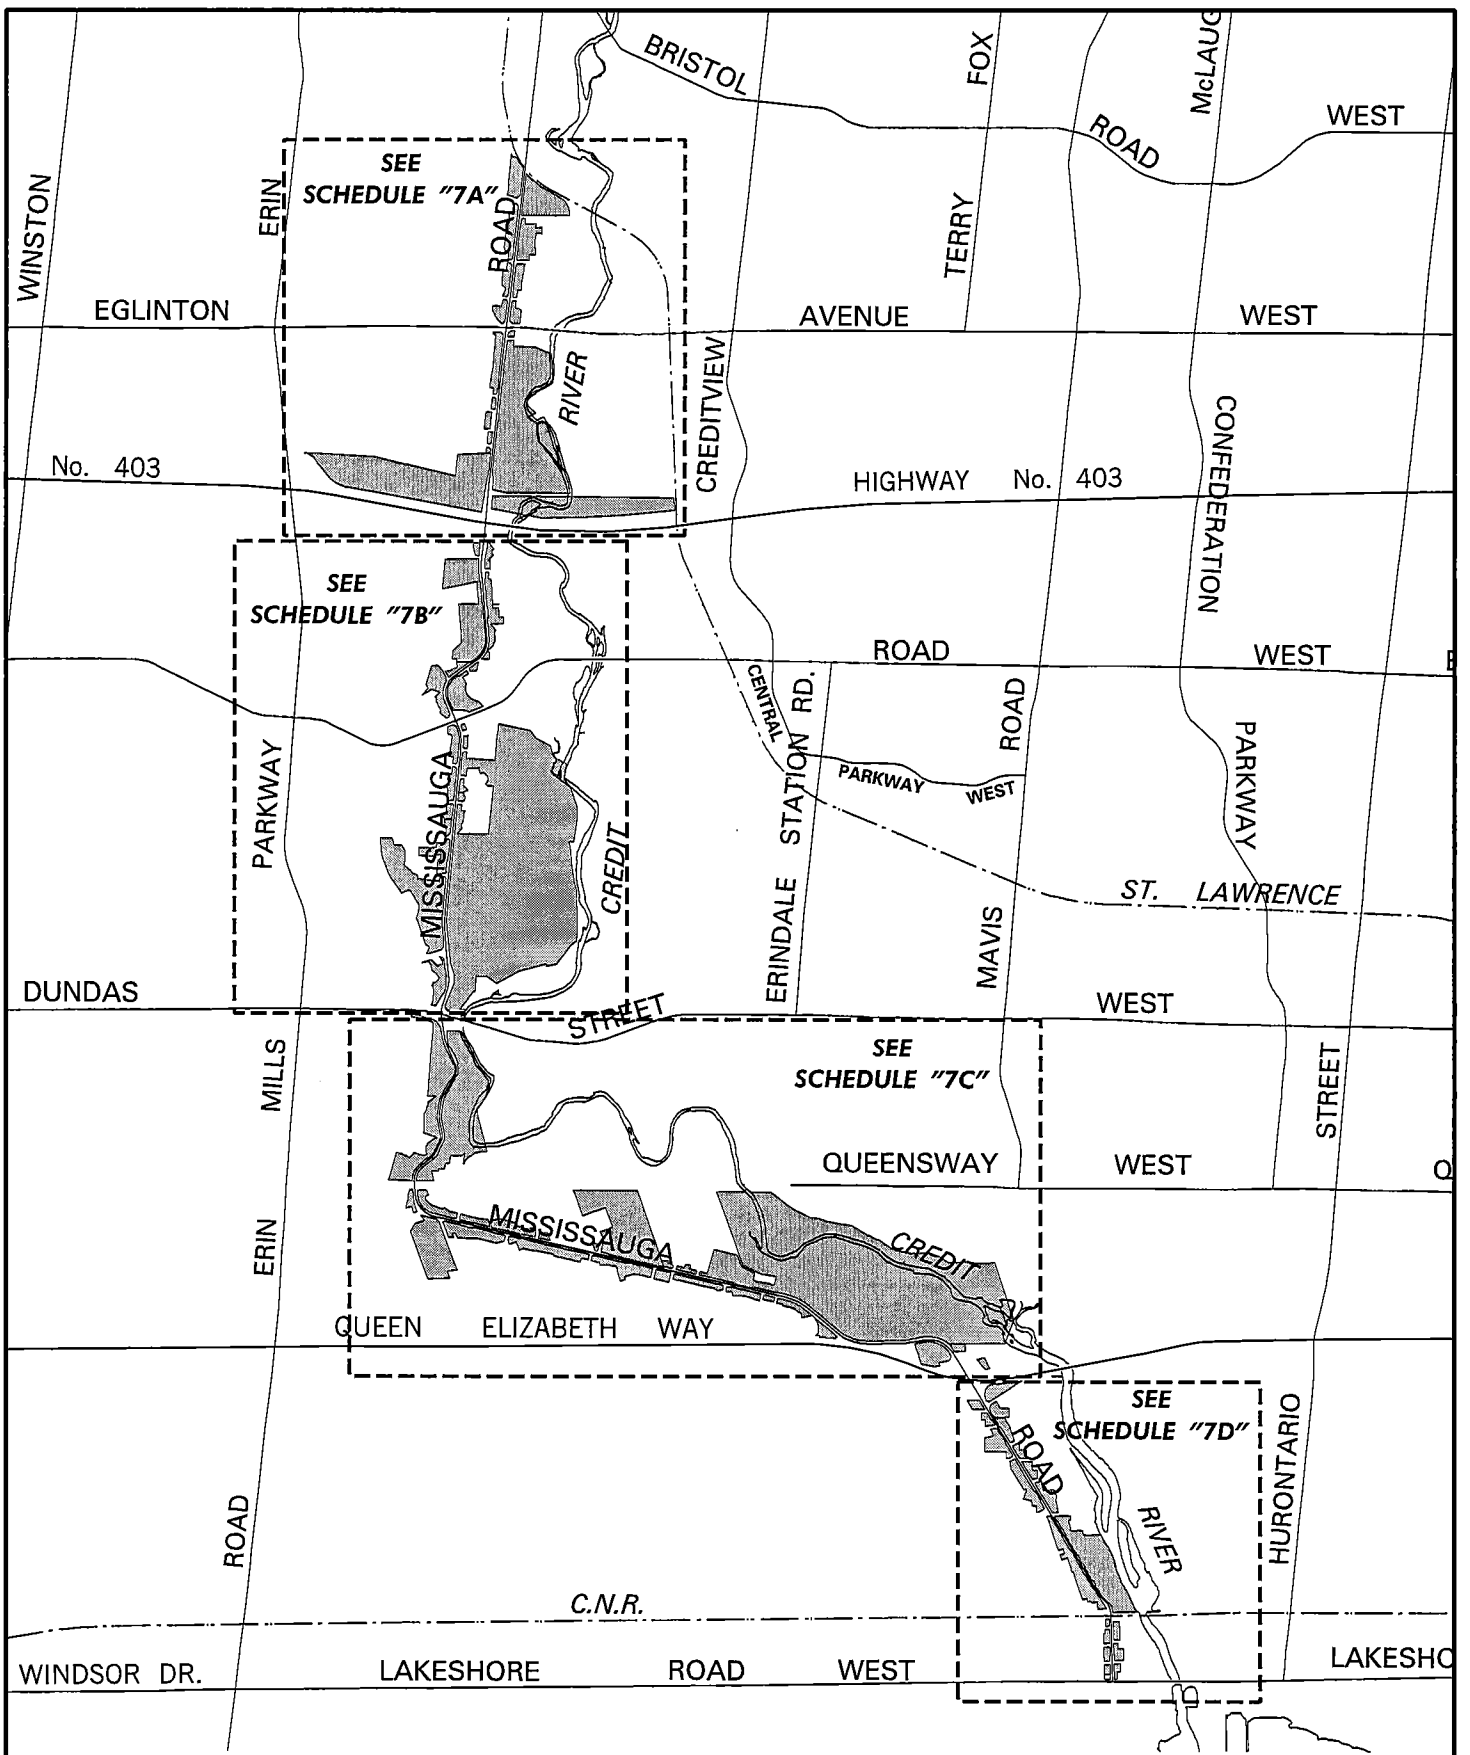 BRISTOL
ROAD
WEST
FOX
TERRY
McLAUG
WINSTON
ERIN
SEE
SCHEDULE "7A"
ROAD
EGLINTON
AVENUE
WEST
RIVER
CREDITVIEW
CONFEDERATION
No. 403
HIGHWAY No. 403
SEE
SCHEDULE "7B"
ROAD
WEST
CENTRAL
PARKWAY
WEST
ERINDALE STATION RD.
MAVIS
ROAD
PARKWAY
PARKWAY
MISSISSAUGA
CREDIT
ST. LAWRENCE
DUNDAS
STREET
WEST
MILLS
SEE
SCHEDULE "7C"
STREET
QUEENSWAY
WEST
ERIN
MISSISSAUGA
CREDIT
QUEEN ELIZABETH WAY
SEE
SCHEDULE "7D"
ROAD
HURONTARIO
ROAD
RIVER
C.N.R.
WINDSOR DR.
LAKESHORE ROAD WEST
LAKESHO